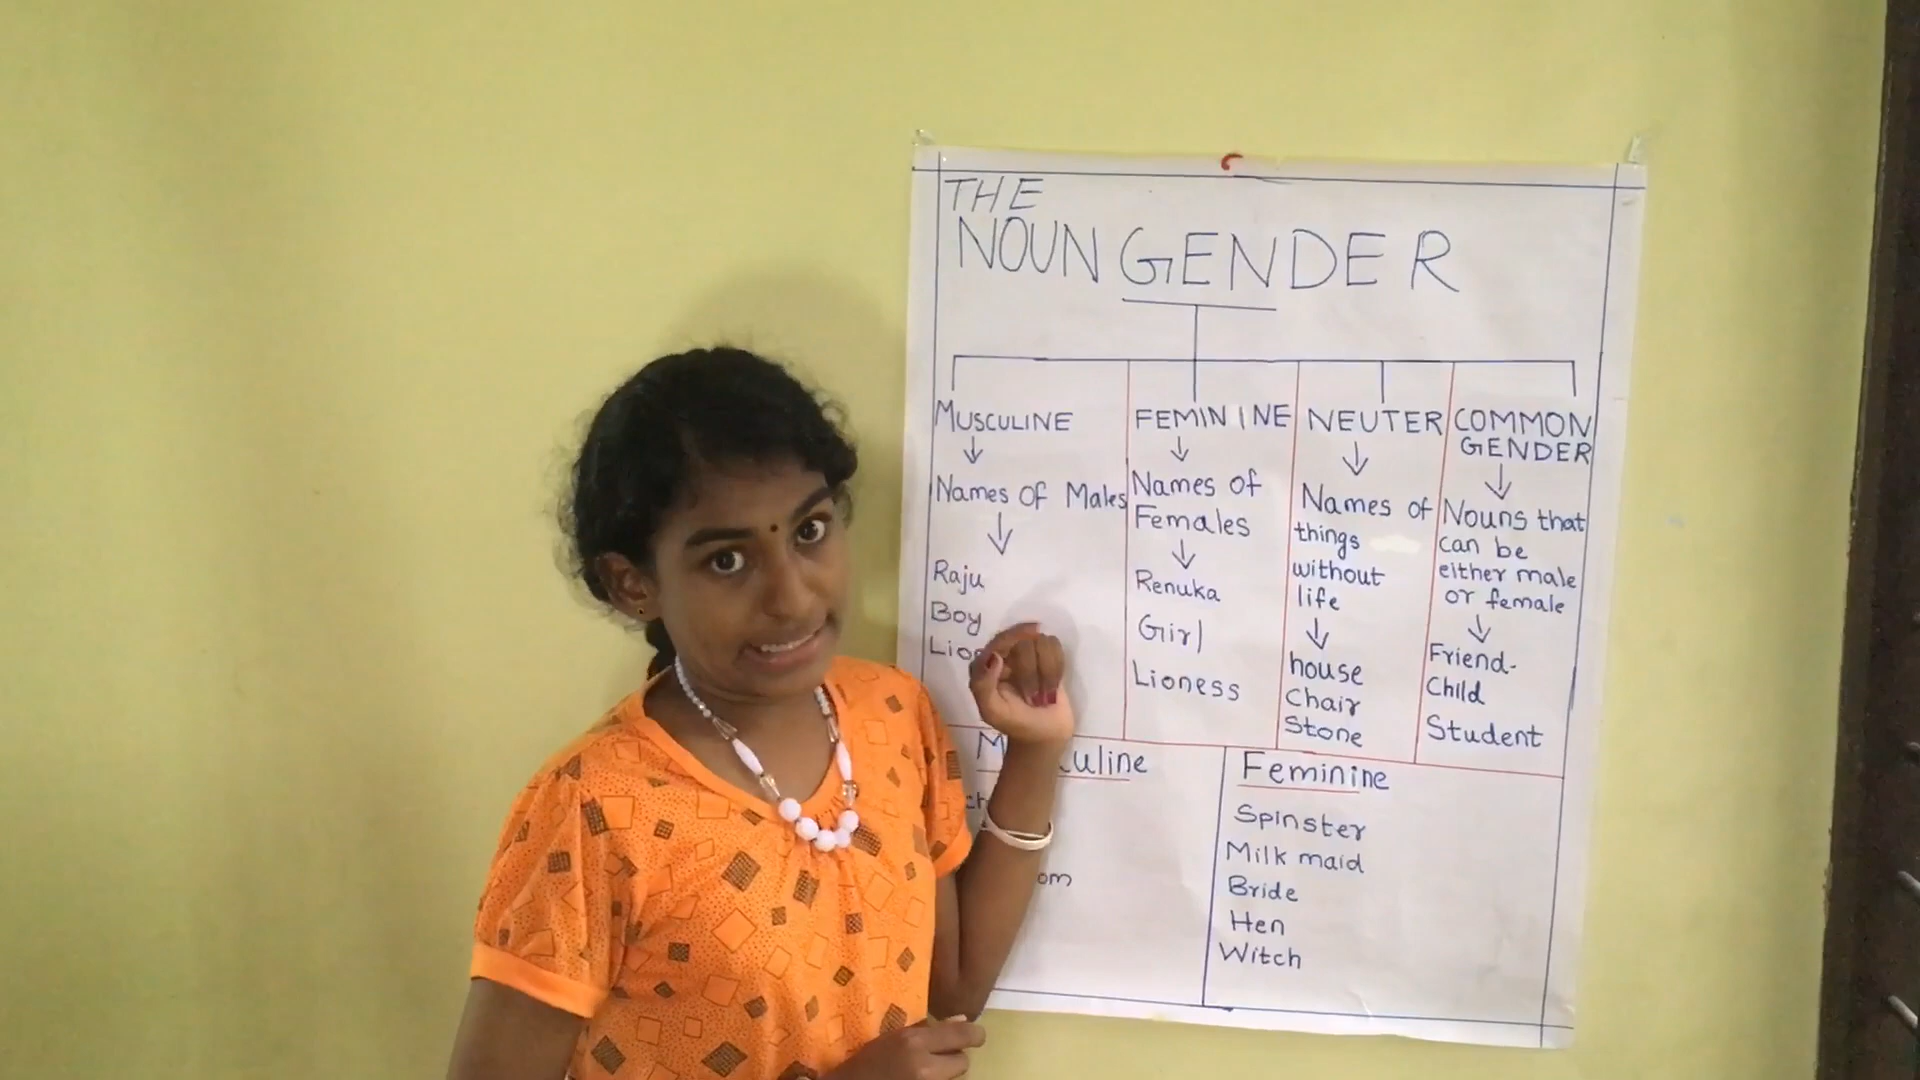 THE
NOUN GENDER
MUSCULINE
Names OF Males
Raju
Boy
FEMININE
Names of
Females
Renuka
Girl
Lioness
NEUTER
Names of
things
without
life
house
Chair
Stone
COMMON
GENDER
Nouns that
can be
either male
or female
Friend-
Child
Student
Feminine
Spinster
Milk maid
Bride
Hen
Witch